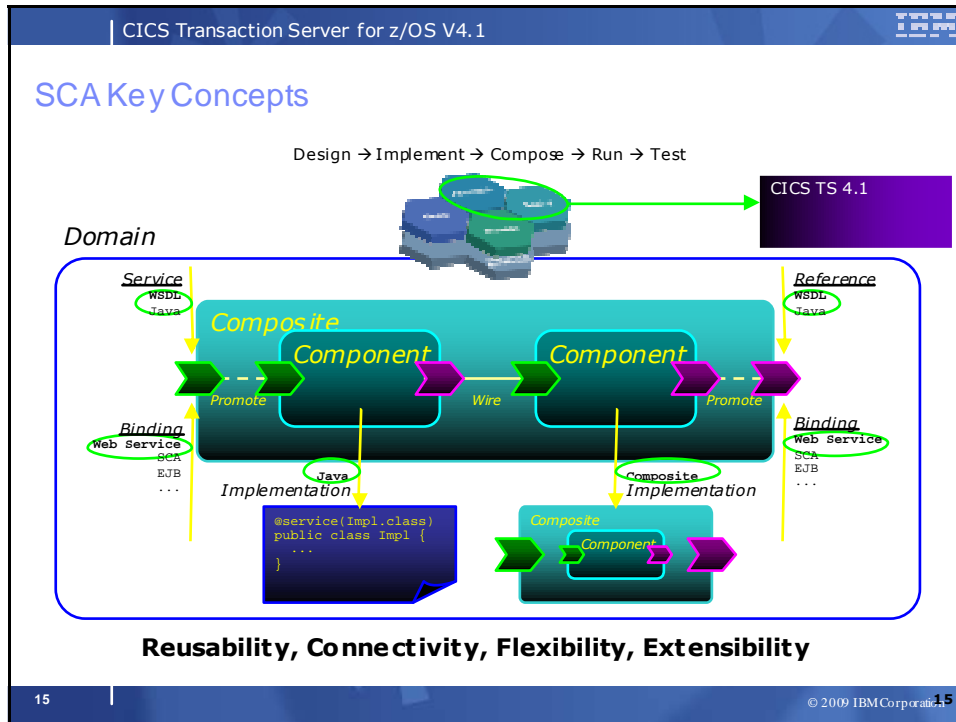 CICS Transaction Server for z/OS V4.1
IBM
SCA Key Concepts
Design → Implement → Compose → Run → Test
CICS TS 4.1
Domain
Service
WSDL
Java
Reference
WSDL
Java
Composite
Component
Component
Promote
Wire
Promote
Binding
Web Service
SCA
EJB
...
Binding
Web Service
SCA
EJB
...
Java
Implementation
Composite
Implementation
@service(Impl.class)
public class Impl {
...
}
Composite
Component
Reusability, Connectivity, Flexibility, Extensibility
15
© 2009 IBM Corporation
15